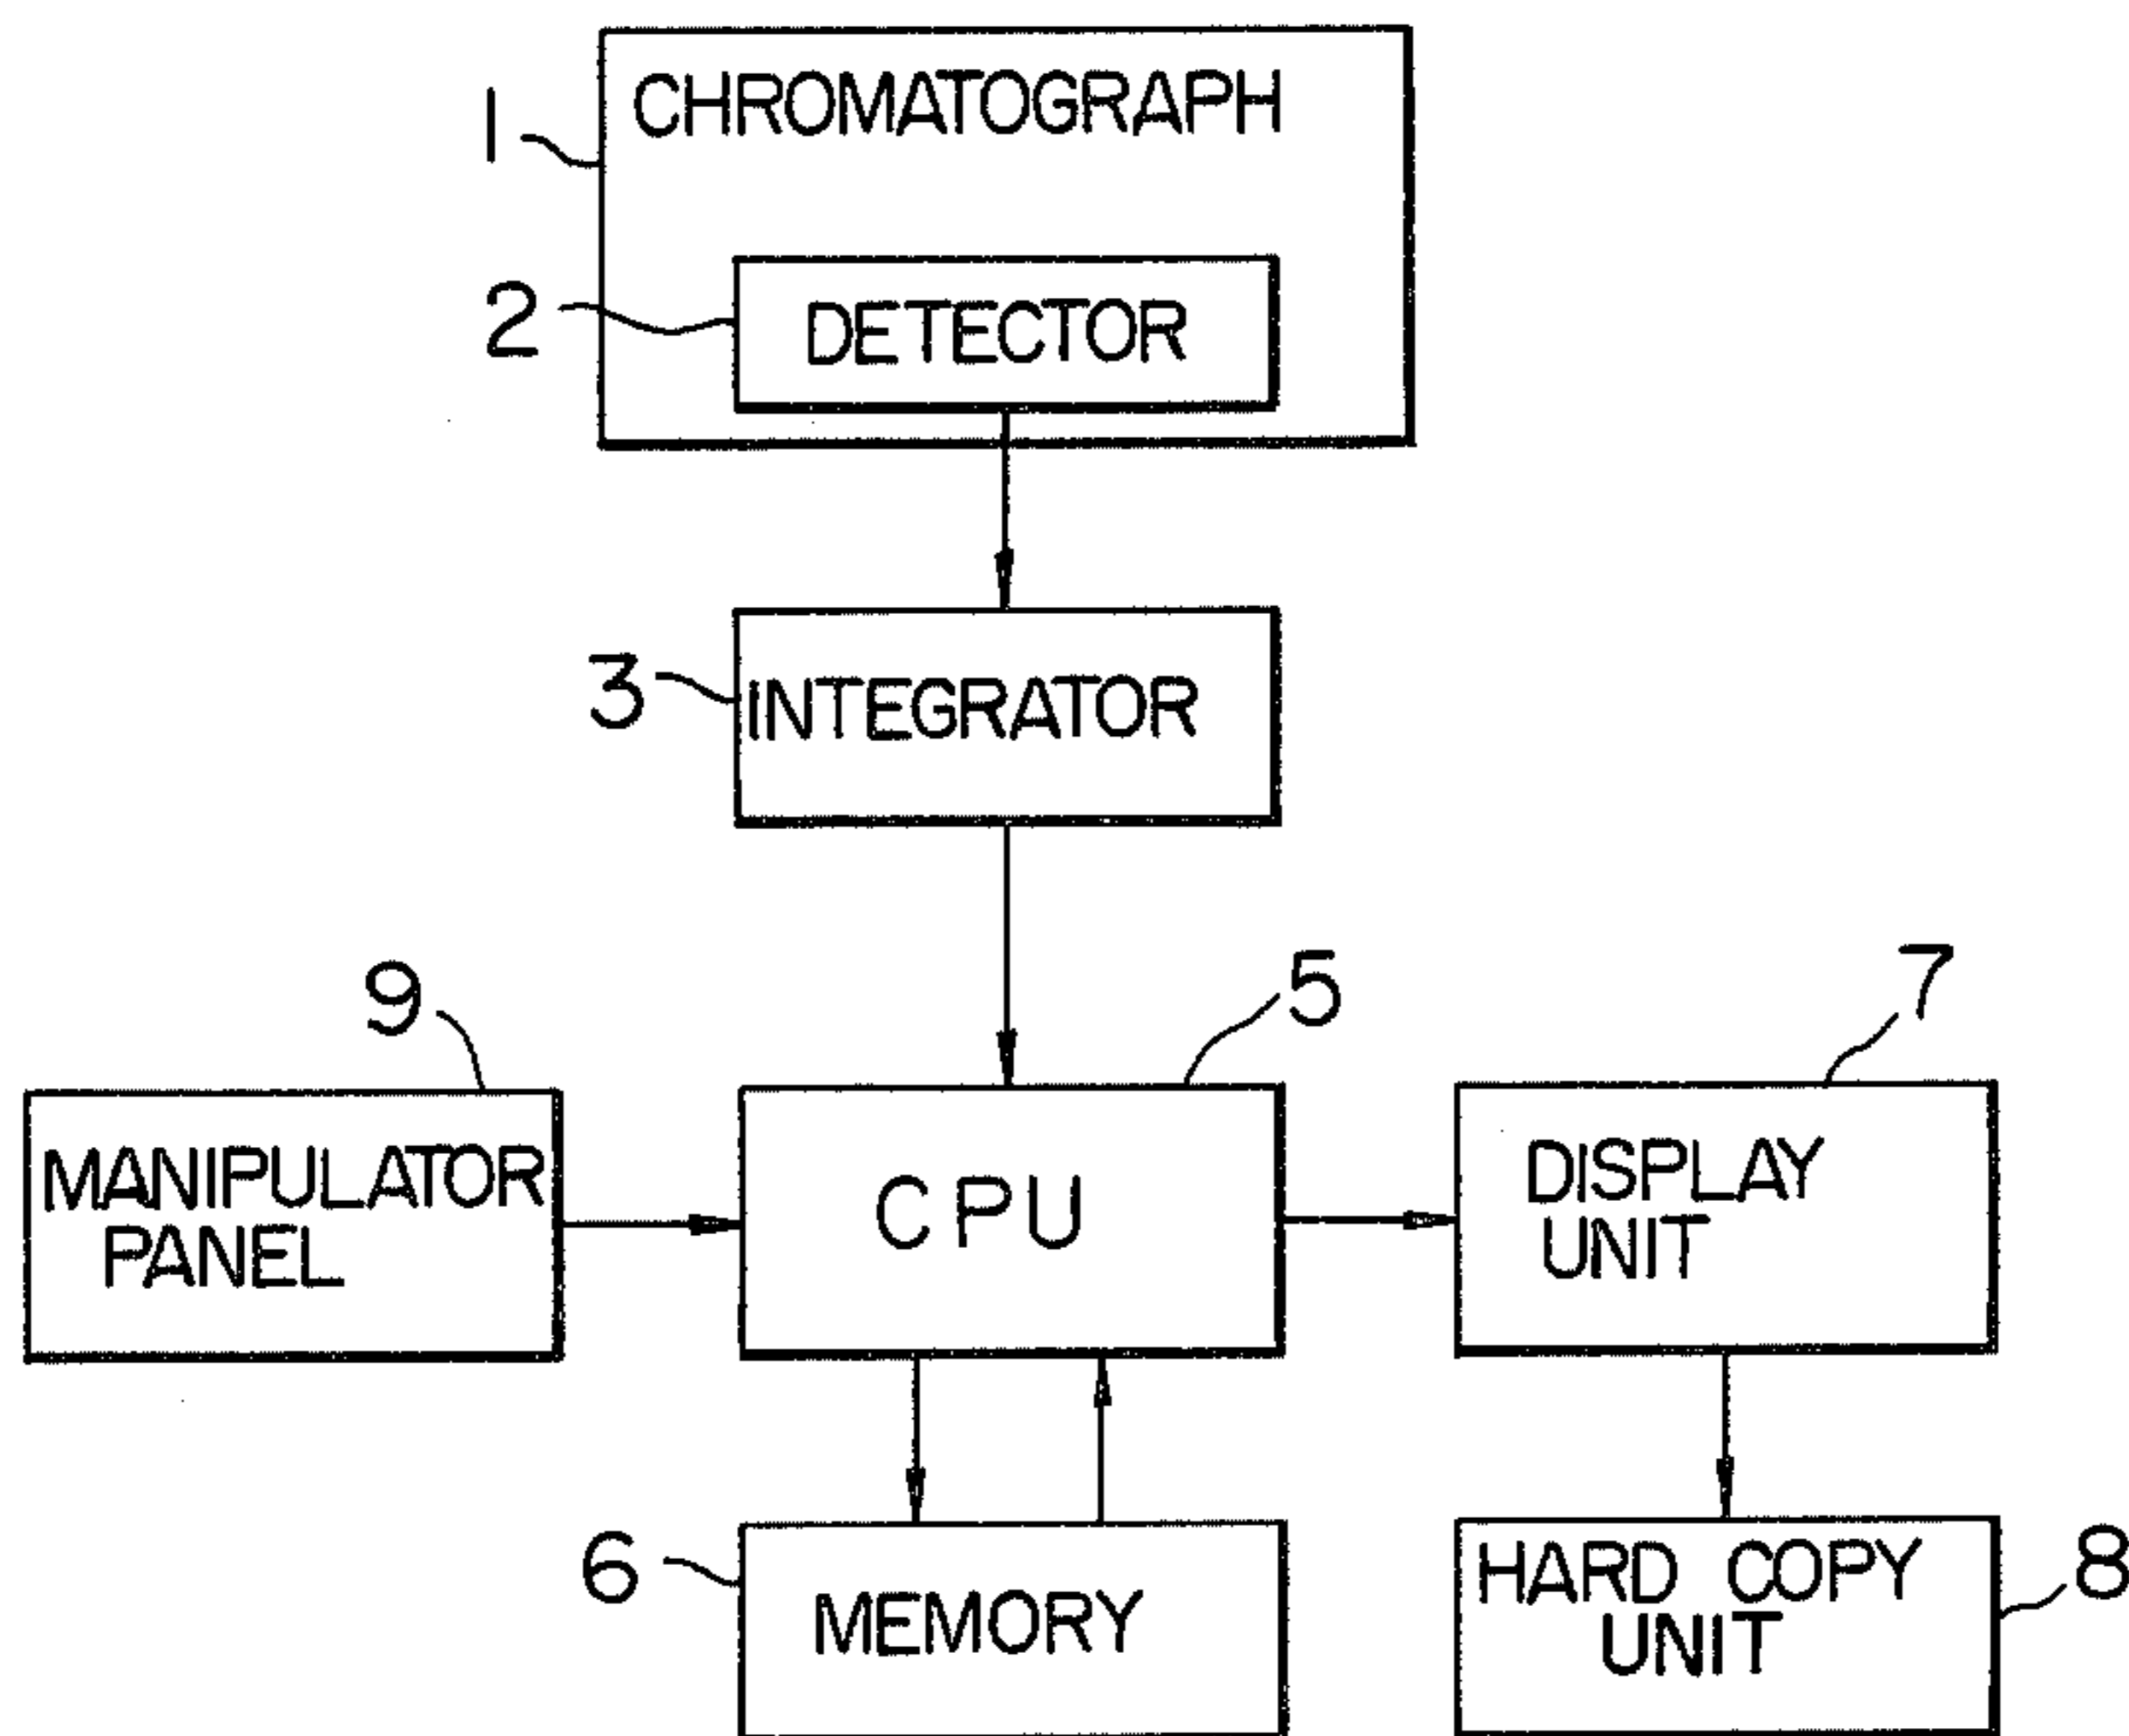 CHROMATOGRAPH
1
2
DETECTOR
3
INTEGRATOR
9
5
7
MANIPULATOR
PANEL
CPU
DISPLAY
UNIT
6
MEMORY
HARD COPY
UNIT
8